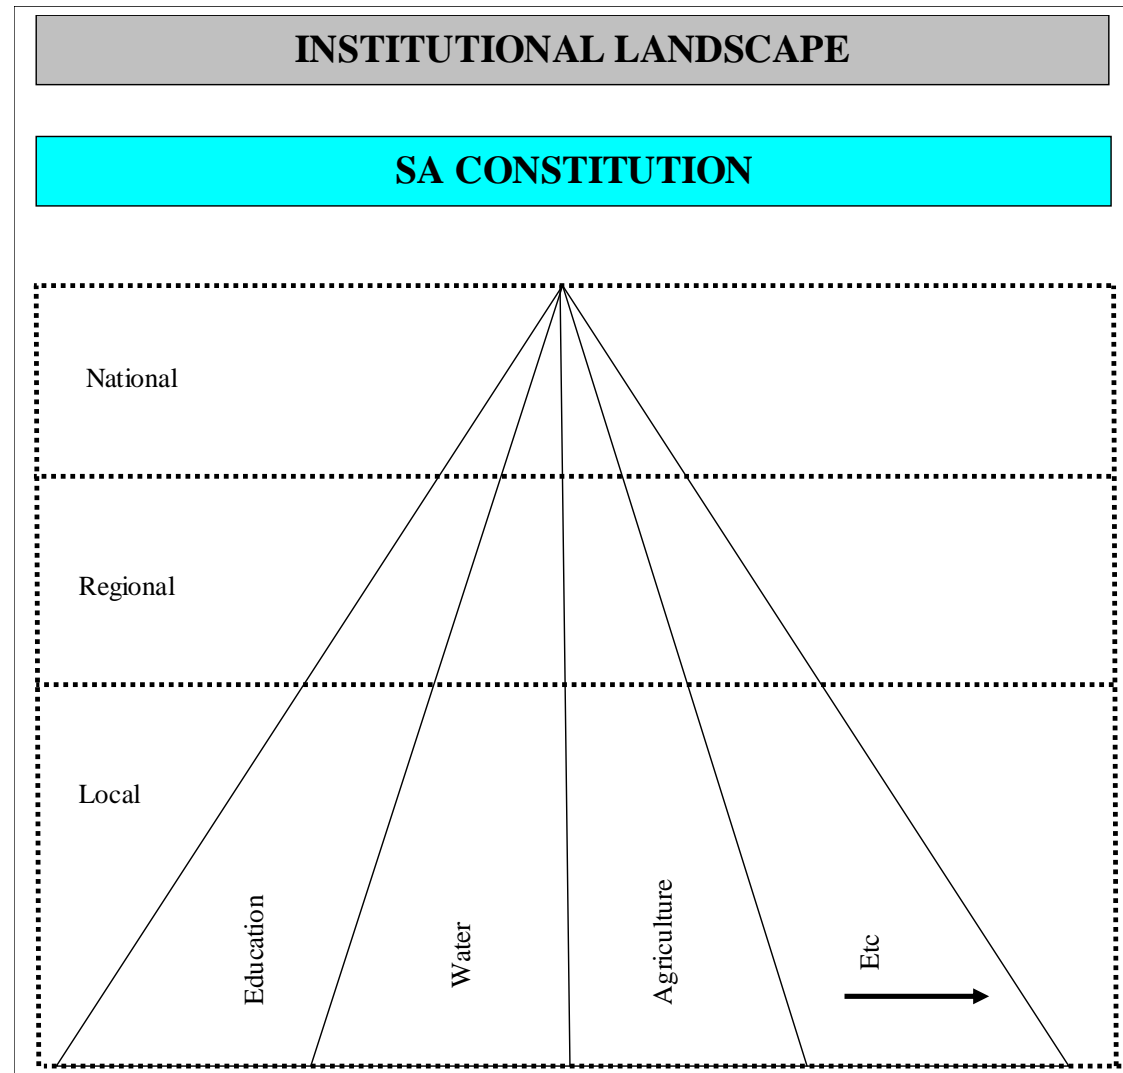 INSTITUTIONAL LANDSCAPE
SA CONSTITUTION
National
Regional
Local
Education
Water
Agriculture
Etc